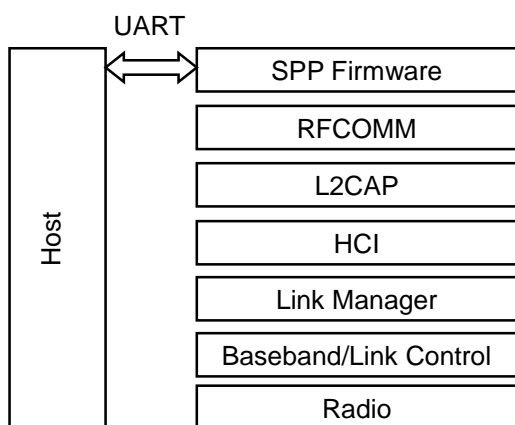 UART
Host
SPP Firmware
RFCOMM
L2CAP
HCI
Link Manager
Baseband/Link Control
Radio